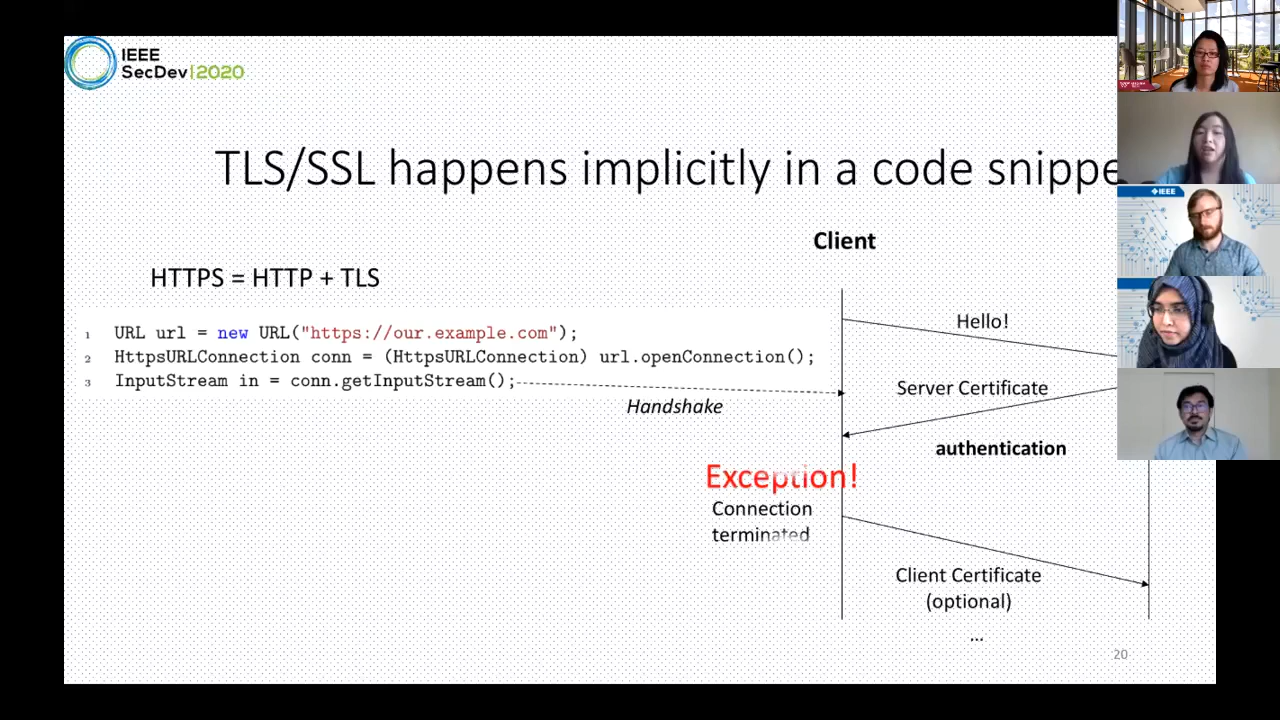 IEEE
SecDev|2020
TLS/SSL happens implicitly in a code snippe
Client
HTTPS = HTTP + TLS
1 URL url = new URL("https://our.example.com");
2 HttpsURLConnection conn = (HttpsURLConnection) url.openConnection();
3 InputStream in = conn.getInputStream();
Hello!
Server Certificate
Handshake
authentication
Exception!
Connection
terminated
Client Certificate
(optional)
...
20
IEEE